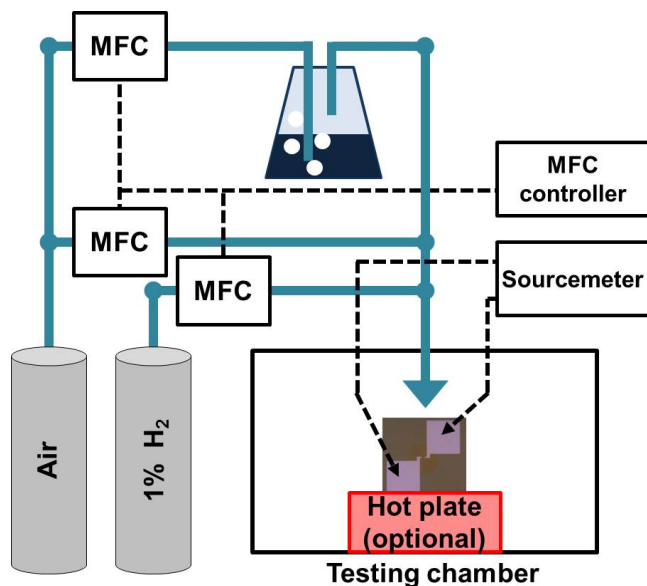 MFC
MFC
controller
MFC
MFC
Sourcemeter
Air
1% H₂
Hot plate
(optional)
Testing chamber